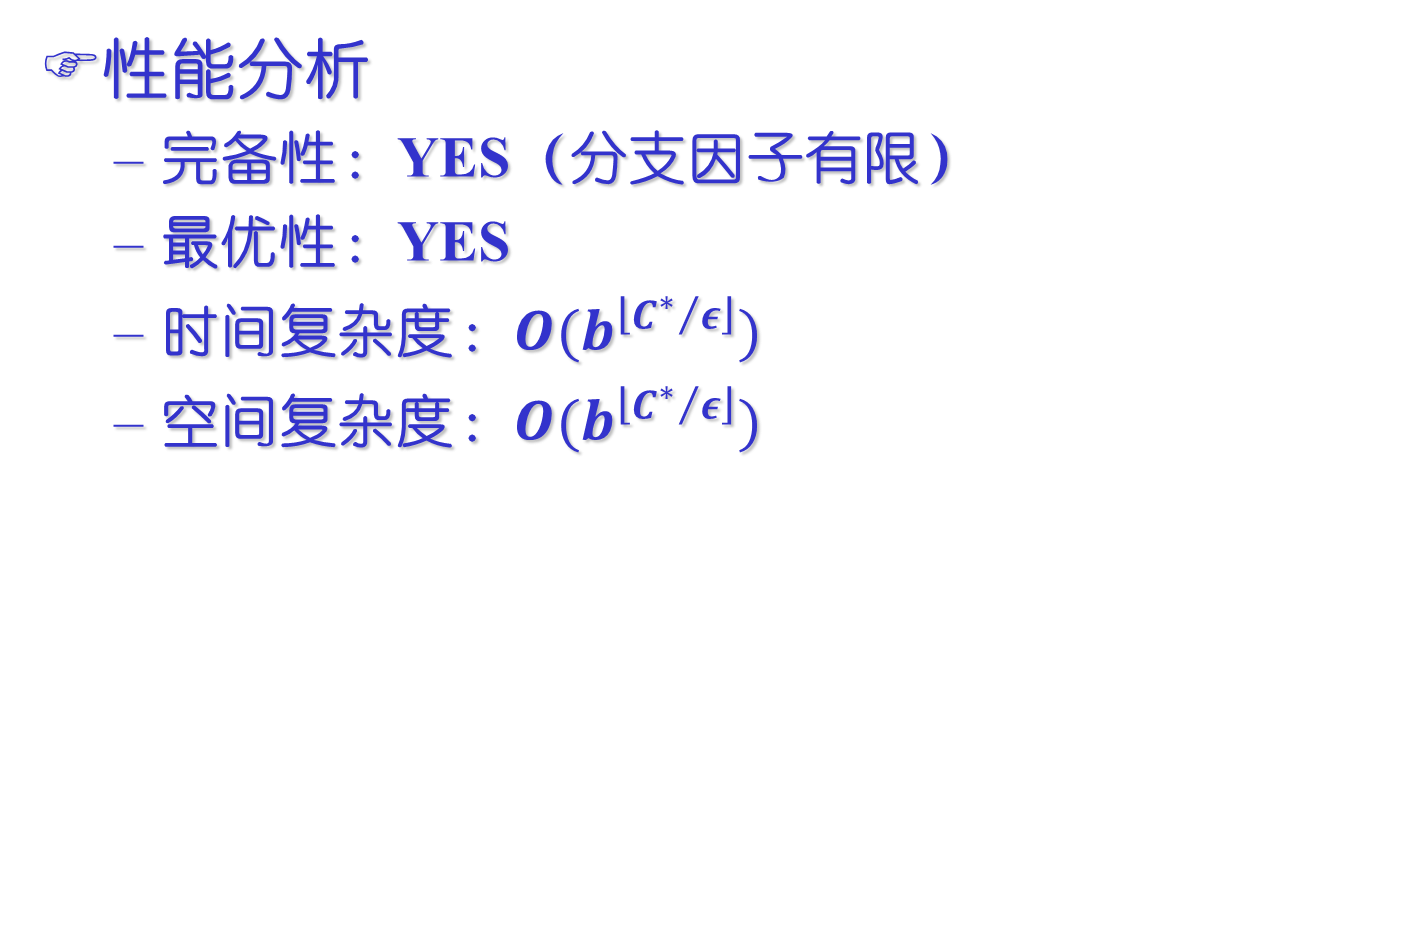 ☞性能分析
– 完备性：YES（分支因子有限）
– 最优性：YES
– 时间复杂度：O(b^⌊C*/ϵ⌋)
– 空间复杂度：O(b^⌊C*/ϵ⌋)